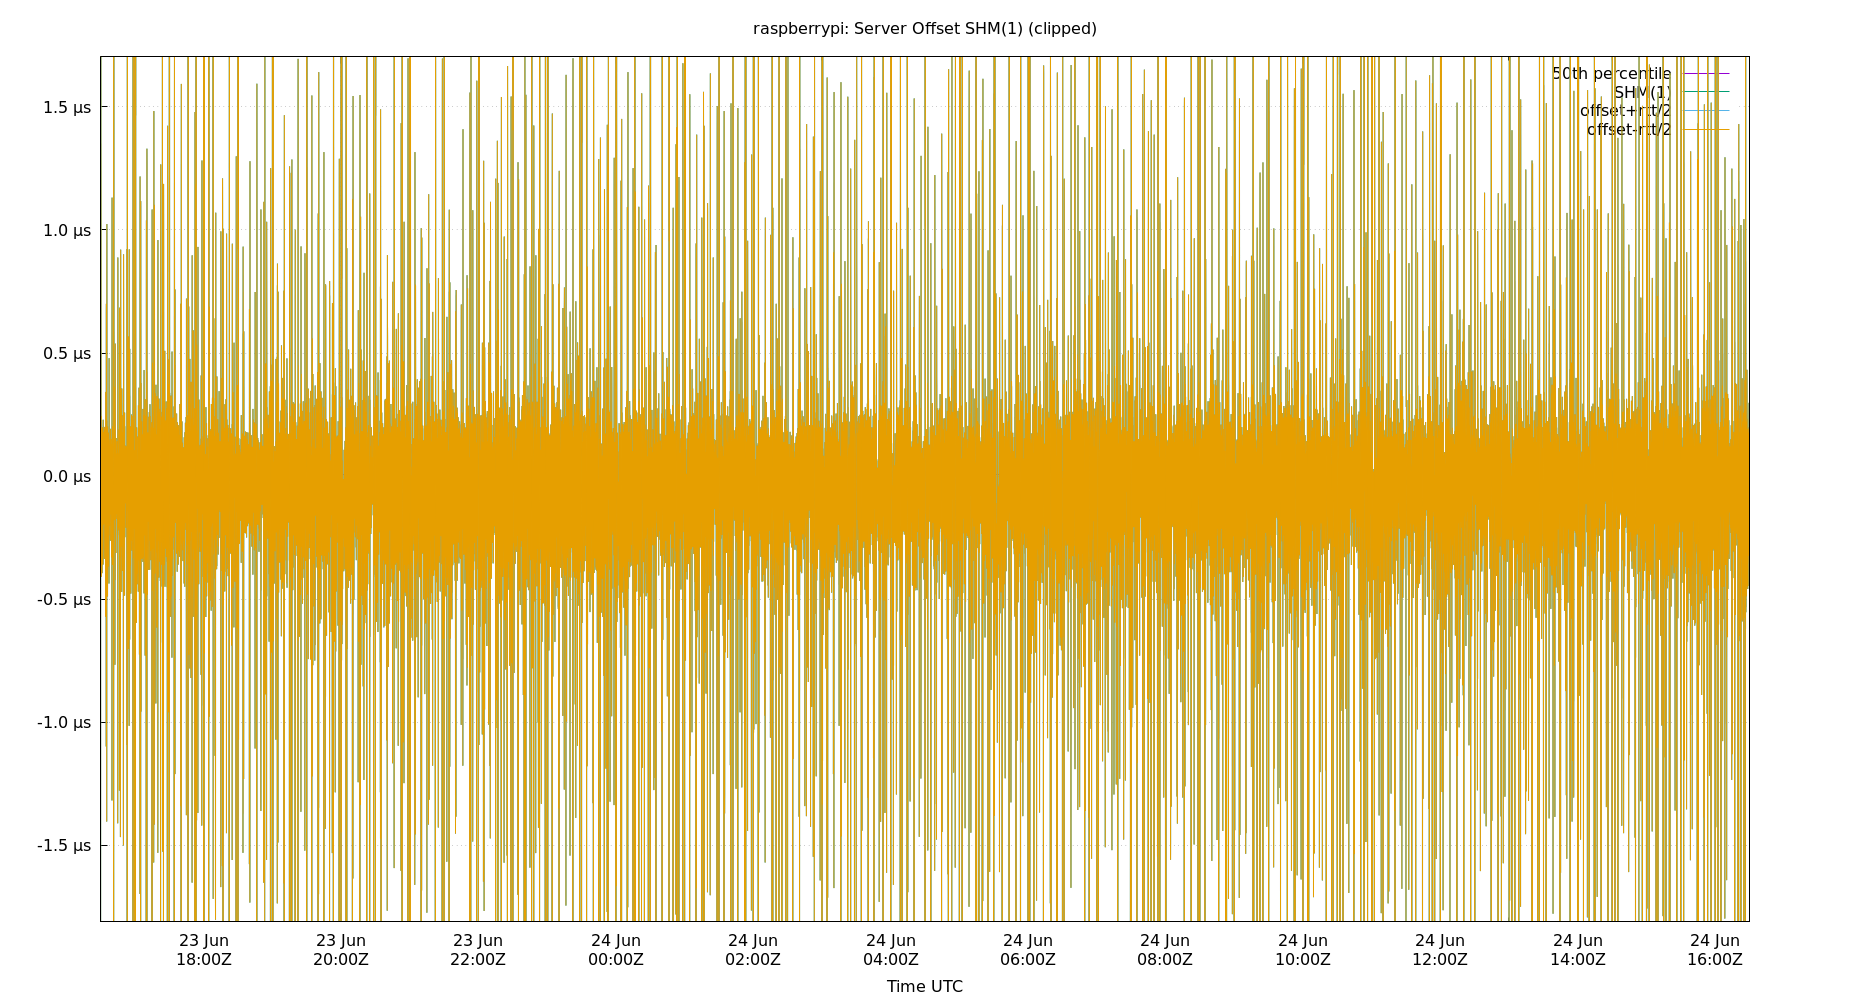 raspberrypi: Server Offset SHM(1) (clipped)
50th percentile
SHM(1)
offset+rtt/2
offset-rtt/2
1.5 µs
1.0 µs
0.5 µs
0.0 µs
-0.5 µs
-1.0 µs
-1.5 µs
23 Jun 23 Jun 23 Jun 24 Jun 24 Jun 24 Jun 24 Jun 24 Jun 24 Jun 24 Jun 24 Jun 24 Jun
18:00Z 20:00Z 22:00Z 00:00Z 02:00Z 04:00Z 06:00Z 08:00Z 10:00Z 12:00Z 14:00Z 16:00Z
Time UTC